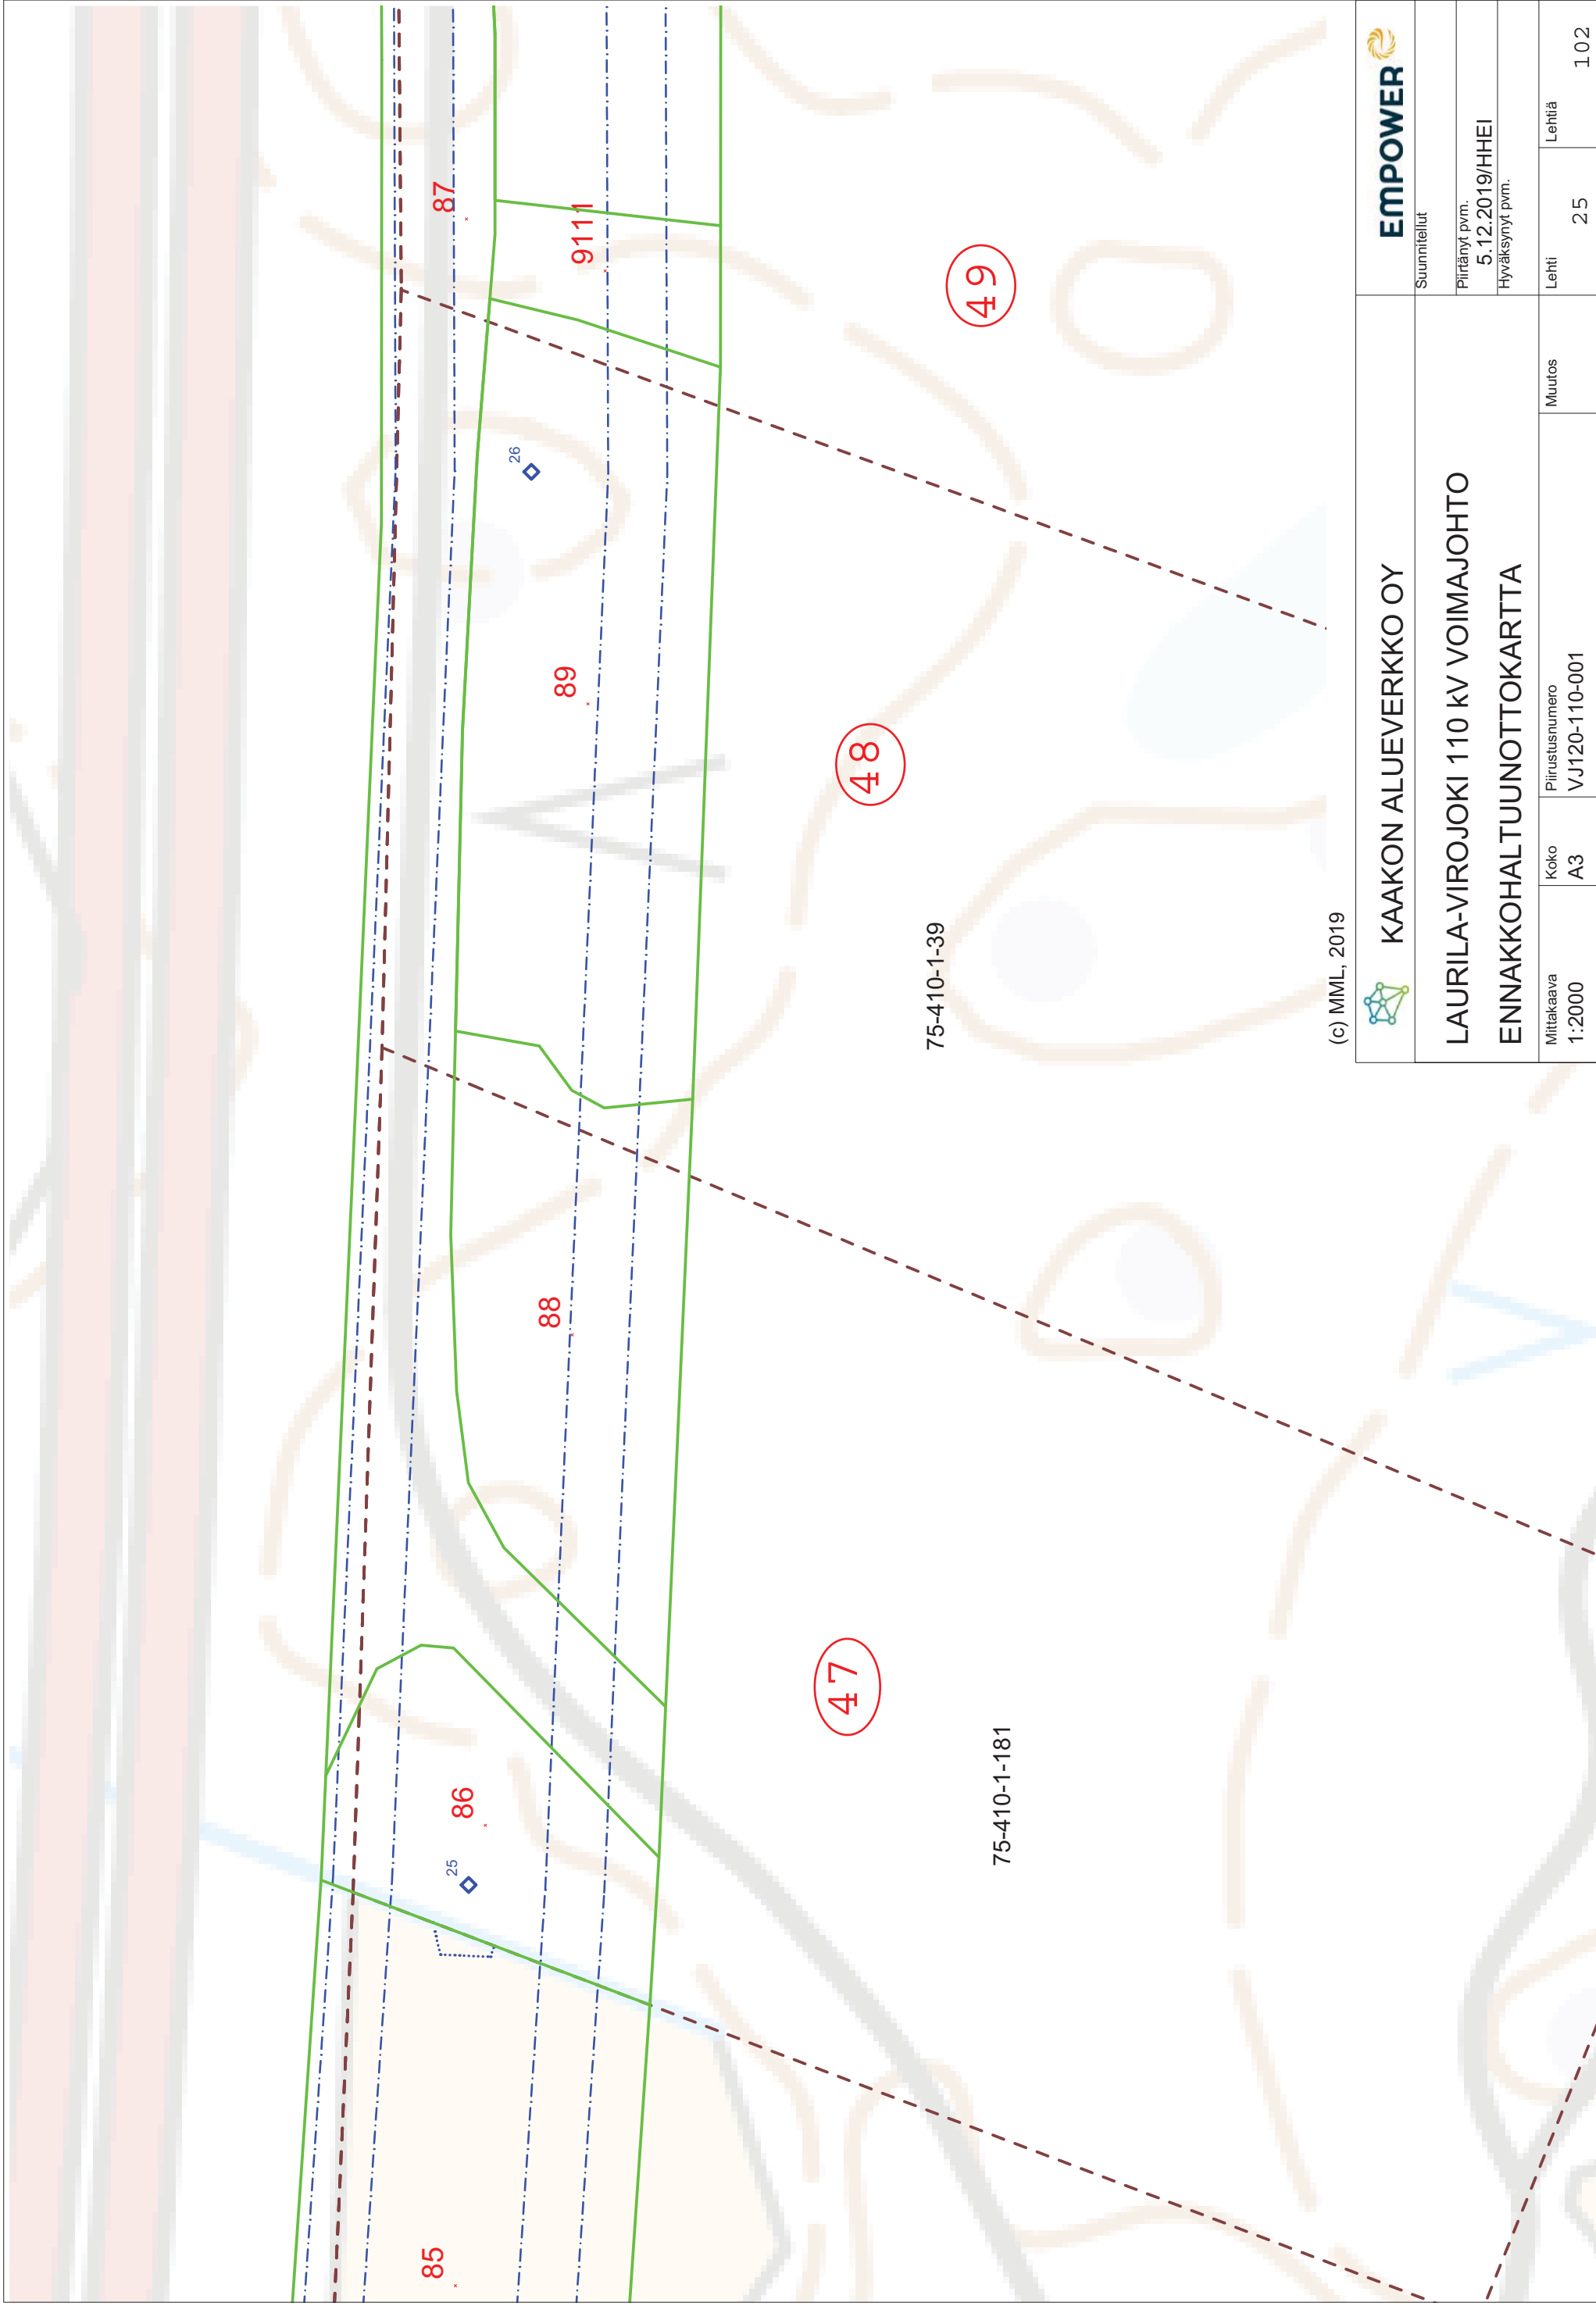 85
25
86
88
89
26
87
9111
47
48
49
75-410-1-181
75-410-1-39
(c) MML, 2019
KAAKON ALUEVERKKO OY
EMPOWER
LAURILA-VIROJOKI 110 kV VOIMAJOHTO
ENNAKKOHALTUUNOTTOKARTTA
Suunnitellut
Piirtänyt pvm.
5.12.2019/HHEI
Hyväksynyt pvm.
Mittakaava
1:2000
Koko
A3
Piirustusnumero
VJ120-110-001
Muutos
Lehti
25
Lehtiä
102